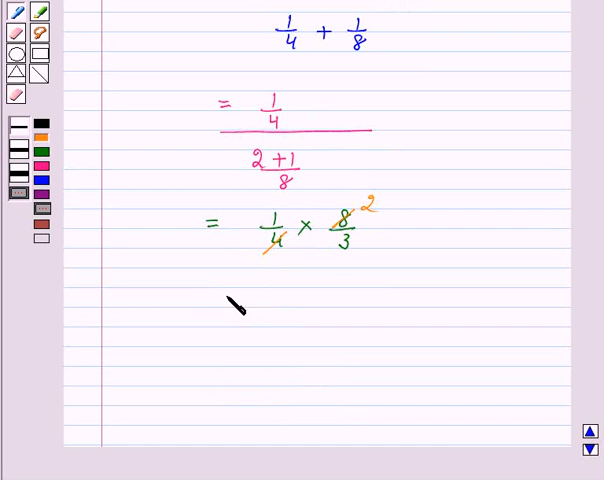 1/4 + 1/8
= 1/4
2 + 1/8
= 1/4 × 8/3 2